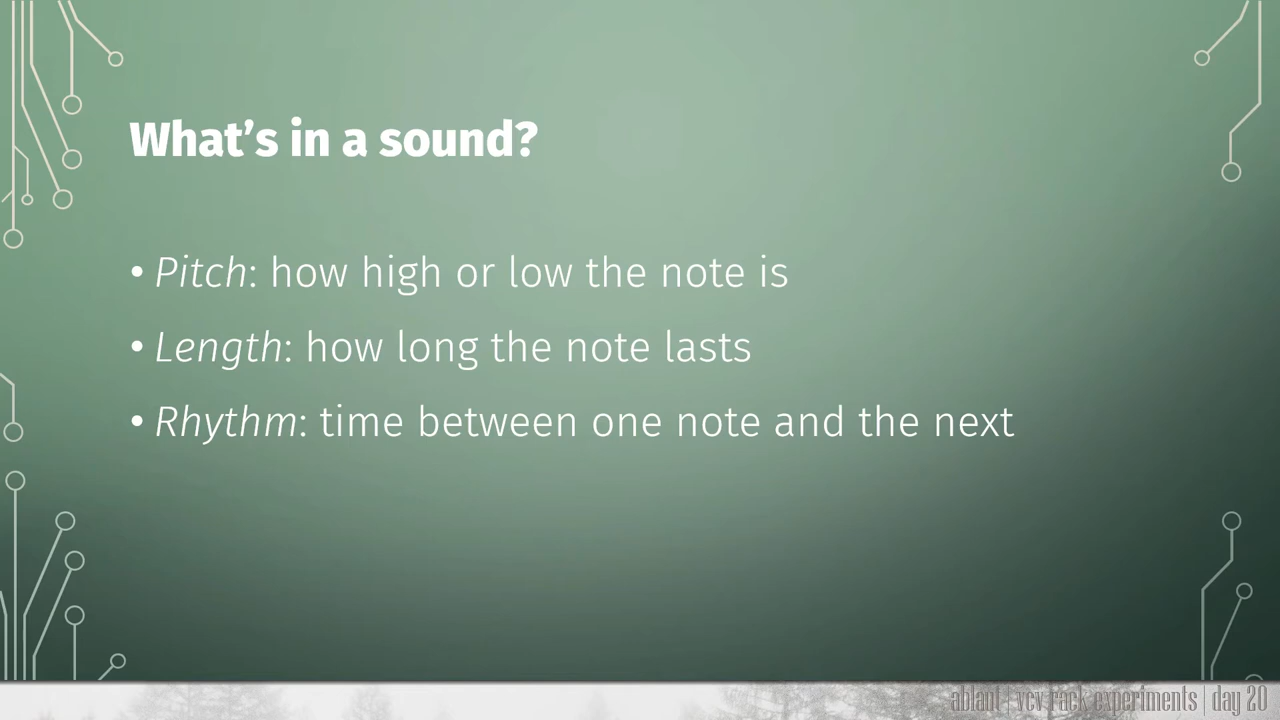 What's in a sound?
• Pitch: how high or low the note is
• Length: how long the note lasts
• Rhythm: time between one note and the next
ablant | vcv rack experiments | day 20